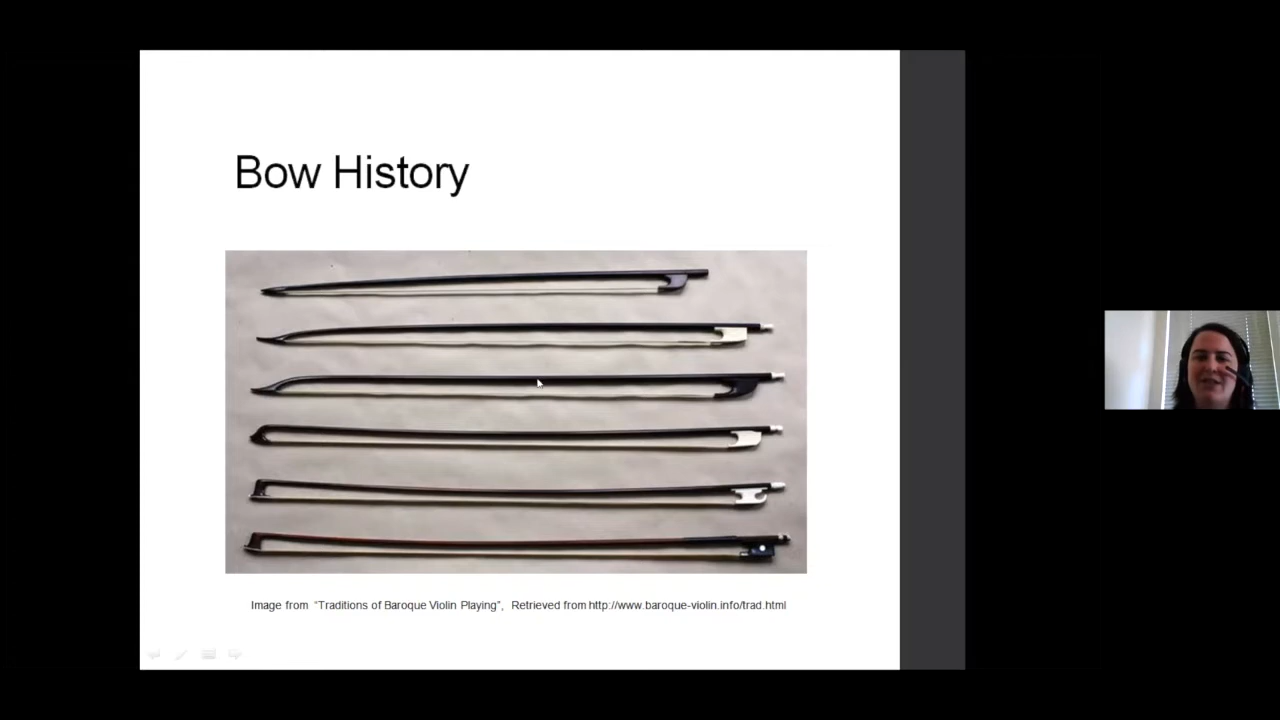 Bow History
Image from “Traditions of Baroque Violin Playing”, Retrieved from http://www.baroque-violin.info/trad.html